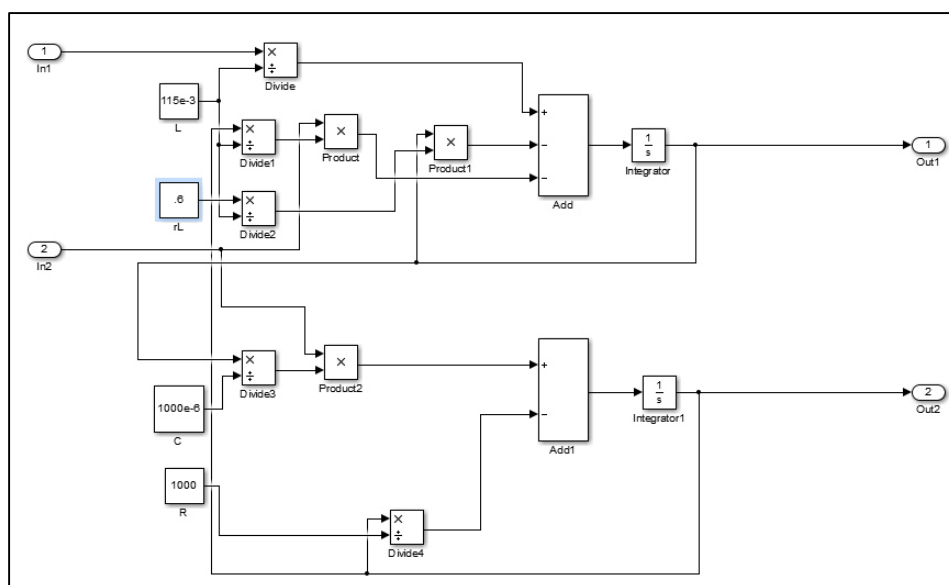 1
In1
×
÷
Divide
115e-3
L
×
÷
Divide1
×
Product
×
Product1
+
−
−
Add
1
s
Integrator
1
Out1
.6
rL
×
÷
Divide2
2
In2
×
÷
Divide3
×
Product2
+
−
Add1
1
s
Integrator1
2
Out2
1000e-6
C
1000
R
×
÷
Divide4